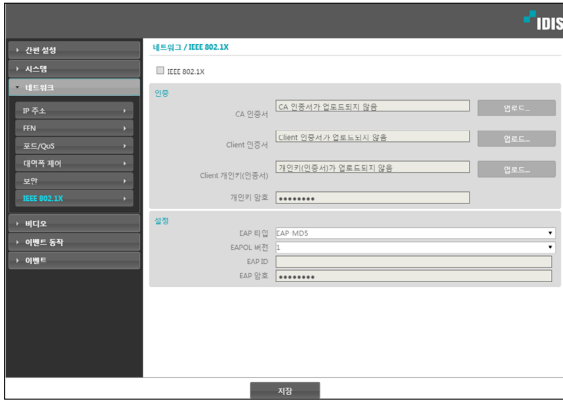 IDIS
간편 설정
시스템
네트워크
IP 주소
FEN
포트/QoS
대역폭 제어
보안
IEEE 802.1X
비디오
이벤트 동작
이벤트
네트워크 / IEEE 802.1X
IEEE 802.1X
인증
CA 인증서
CA 인증서가 업로드되지 않음
업로드...
Client 인증서
Client 인증서가 업로드되지 않음
업로드...
Client 개인키(인증서)
개인키(인증서)가 업로드되지 않음
업로드...
개인키 암호 ●●●●●●●●
설정
EAP 타입 EAP MD5
EAPOL 버전 1
EAP ID
EAP 암호 ●●●●●●●●
저장